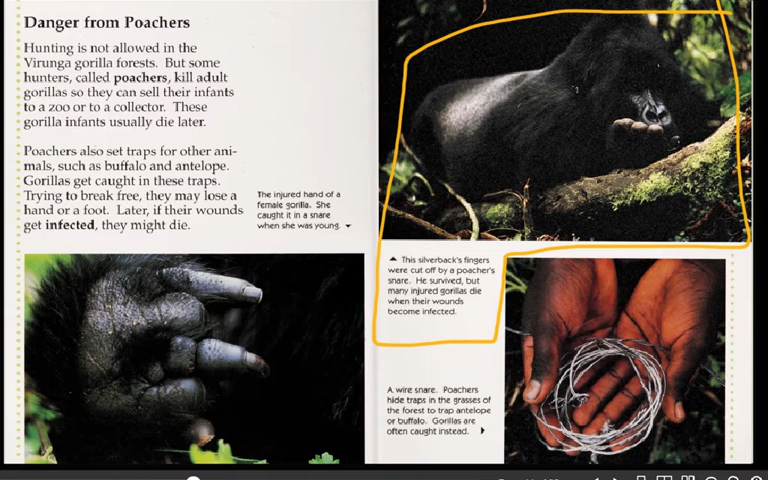 Danger from Poachers
Hunting is not allowed in the
Virunga gorilla forests. But some
hunters, called poachers, kill adult
gorillas so they can sell their infants
to a zoo or to a collector. These
gorilla infants usually die later.
Poachers also set traps for other ani-
mals, such as buffalo and antelope.
Gorillas get caught in these traps.
Trying to break free, they may lose a
hand or a foot. Later, if their wounds
get infected, they might die.
The injured hand of a
female gorilla. She
caught it in a snare
when she was young.
This silverback's fingers
were cut off by a poacher's
snare. He survived, but
many injured gorillas die
when their wounds
become infected.
A wire snare. Poachers
hide traps in the grasses of
the forest to trap antelope
or buffalo. Gorillas are
often caught instead.